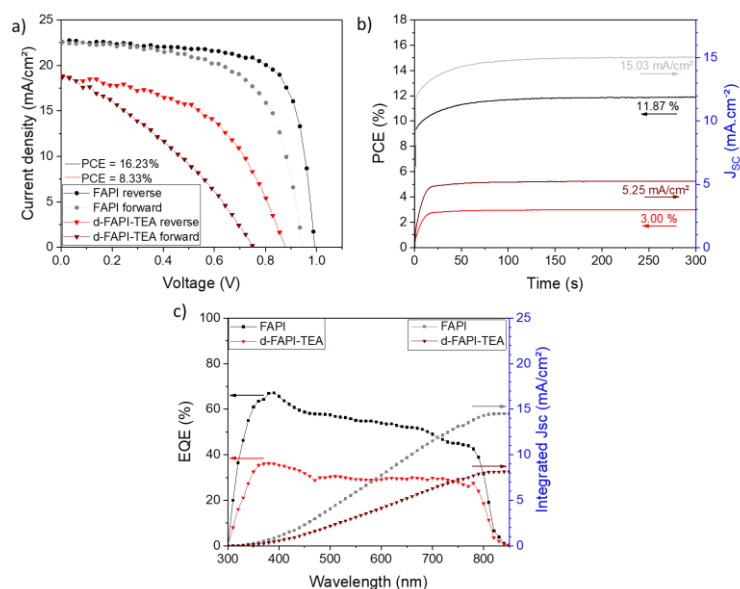 a)
25
20
15
10
5
0
Current density (mA/cm²)
PCE = 16.23%
PCE = 8.33%
FAPI reverse
FAPI forward
d-FAPI-TEA reverse
d-FAPI-TEA forward
0.0 0.2 0.4 0.6 0.8 1.0
Voltage (V)
b)
18
16
14
12
10
8
6
4
2
0
PCE (%)
15.03 mA/cm²
11.87 %
5.25 mA/cm²
3.00 %
15
10
5
0
J_SC (mA.cm²)
0 50 100 150 200 250 300
Time (s)
c)
100
80
60
40
20
0
EQE (%)
FAPI
d-FAPI-TEA
FAPI
d-FAPI-TEA
25
20
15
10
5
0
Integrated Jsc (mA/cm²)
300 400 500 600 700 800
Wavelength (nm)